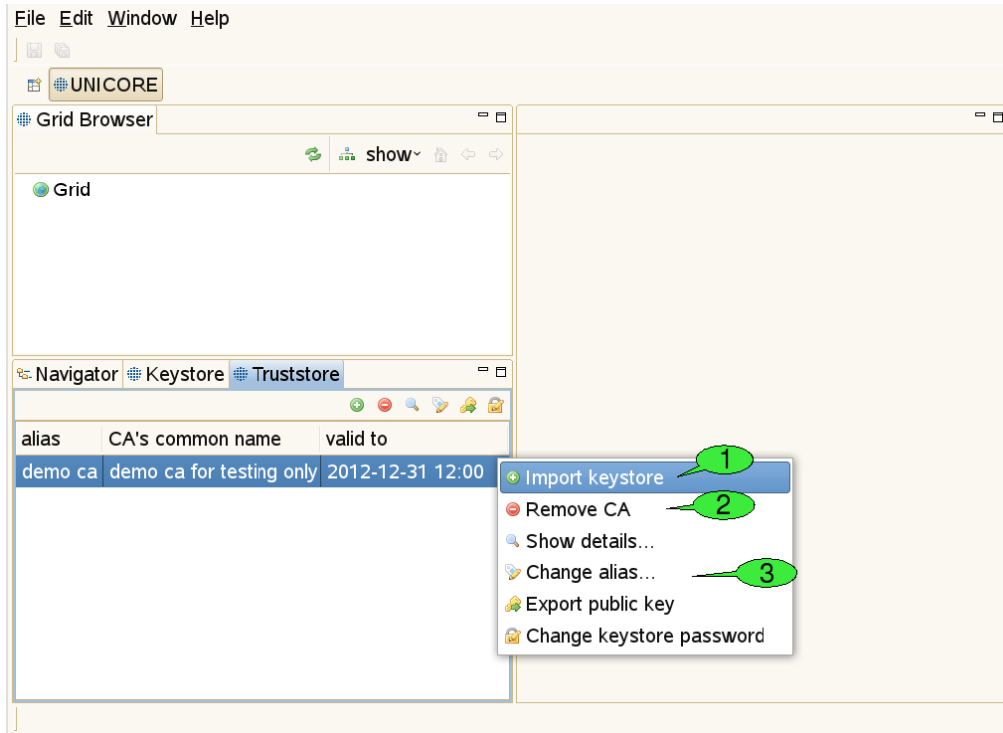 File Edit Window Help
UNICORE
Grid Browser
show
Grid
Navigator Keystore Truststore
alias CA's common name valid to
demo ca demo ca for testing only 2012-12-31 12:00
Import keystore 1
Remove CA 2
Show details...
Change alias... 3
Export public key
Change keystore password